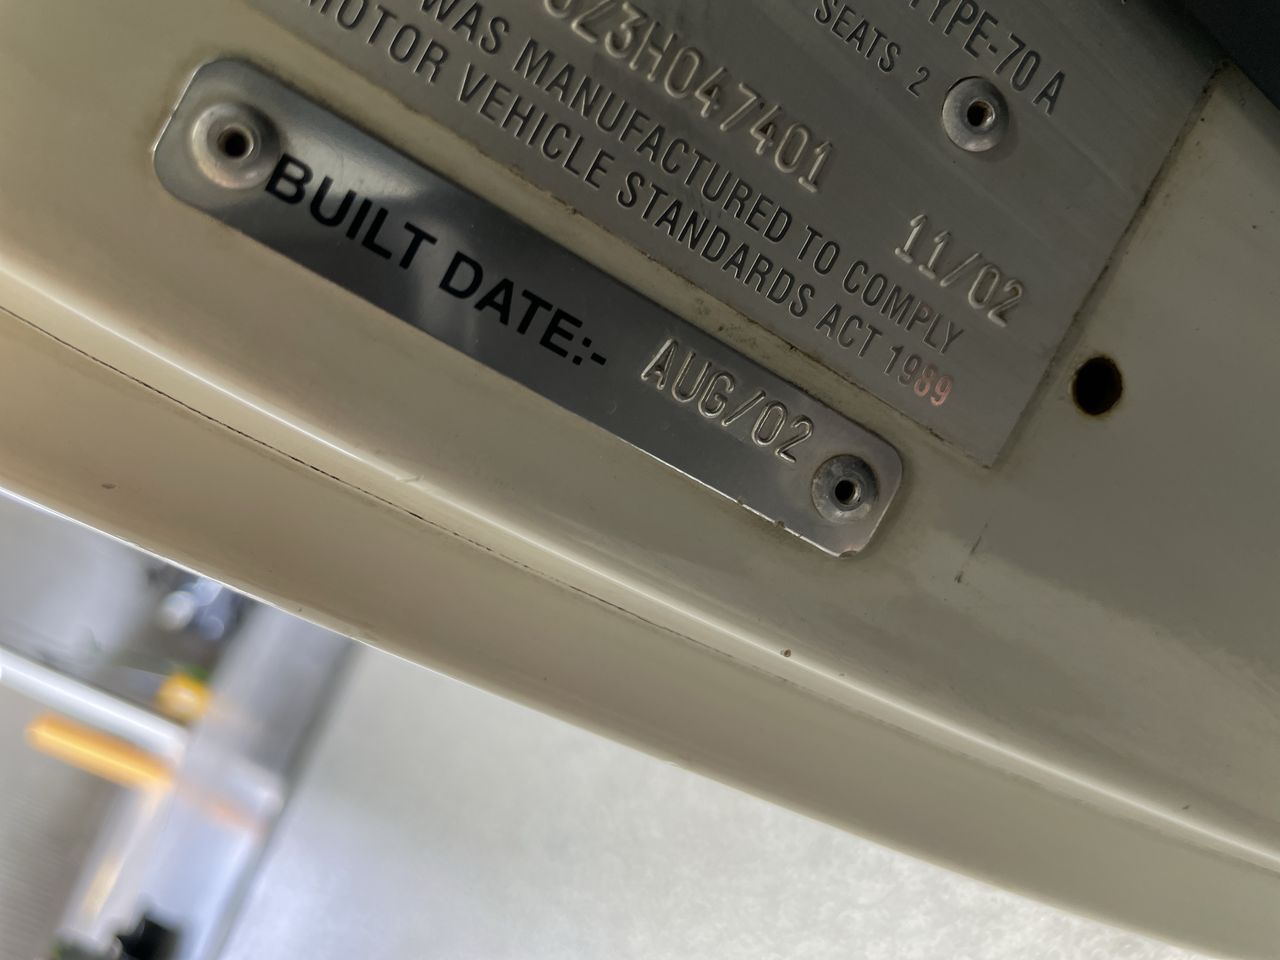 TYPE-70 A
SEATS 2
Z3H047401
11/02
WAS MANUFACTURED TO COMPLY
MOTOR VEHICLE STANDARDS ACT 1989
BUILT DATE:- AUG/02